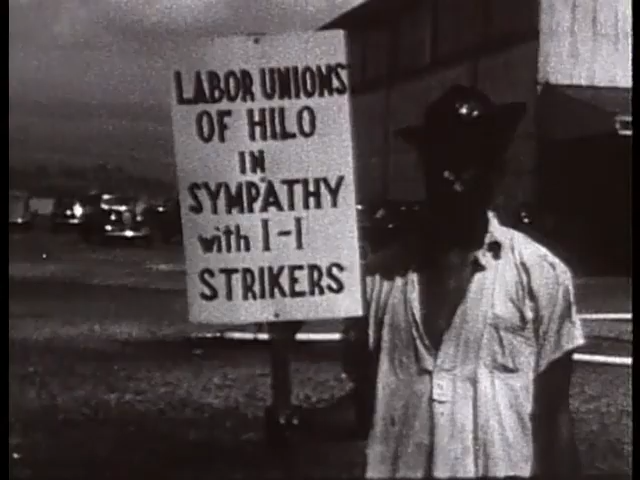 LABOR UNIONS
OF HILO
IN
SYMPATHY
with I-I
STRIKERS